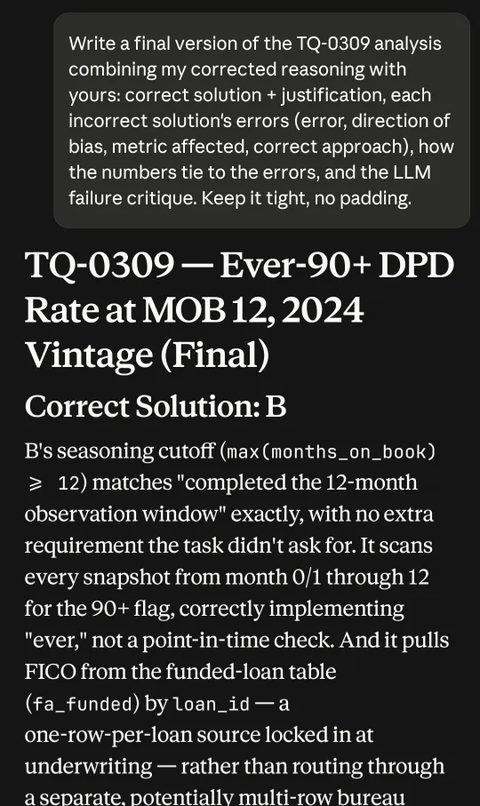 Write a final version of the TQ-0309 analysis
combining my corrected reasoning with
yours: correct solution + justification, each
incorrect solution's errors (error, direction of
bias, metric affected, correct approach), how
the numbers tie to the errors, and the LLM
failure critique. Keep it tight, no padding.
TQ-0309 — Ever-90+ DPD
Rate at MOB 12, 2024
Vintage (Final)
Correct Solution: B
B's seasoning cutoff (max(months_on_book)
⩾ 12) matches "completed the 12-month
observation window" exactly, with no extra
requirement the task didn't ask for. It scans
every snapshot from month 0/1 through 12
for the 90+ flag, correctly implementing
"ever," not a point-in-time check. And it pulls
FICO from the funded-loan table
(fa_funded) by loan_id — a
one-row-per-loan source locked in at
underwriting — rather than routing through
a separate, potentially multi-row bureau